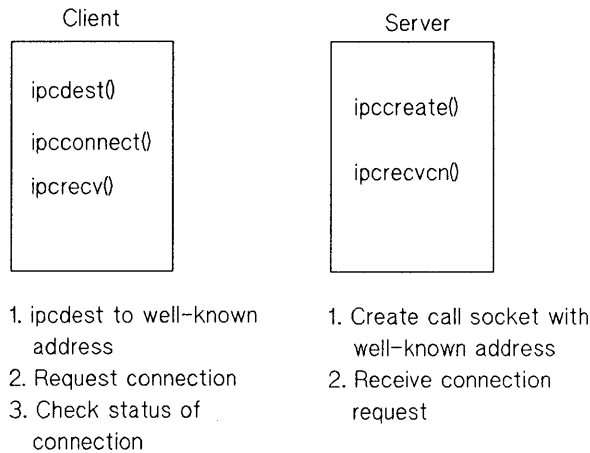 Client
ipcdest()
ipcconnect()
ipcrecv()
1. ipcdest to well-known
address
2. Request connection
3. Check status of
connection
Server
ipccreate()
ipcrecvcn()
1. Create call socket with
well-known address
2. Receive connection
request